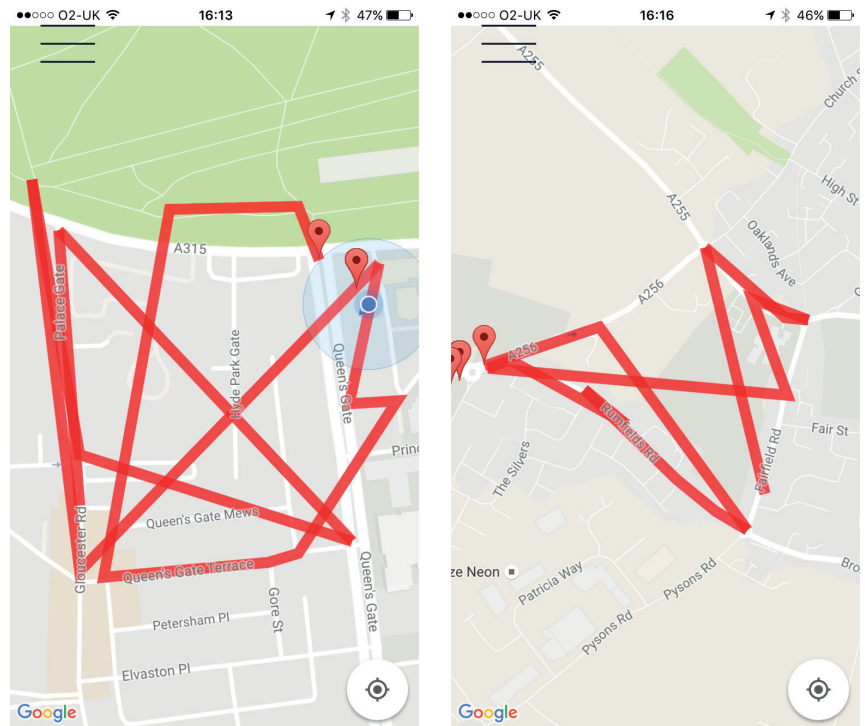 O2-UK 16:13 47%
A315
Palace Gate
Hyde Park Gate
Queen's Gate
Prin
Queen's Gate Mews
Gloucester Rd
Queen's Gate Terrace
Queen's Gate
Gore St
Petersham Pl
Elvaston Pl
Google
O2-UK 16:16 46%
A255
Church S
High St
A255
Oaklands Ave
A256
A256
Rumfields Rd
Fair St
Fairfield Rd
The Silvers
ze Neon
Patricia Way
Pysons Rd
Pysons Rd
Bro
Google